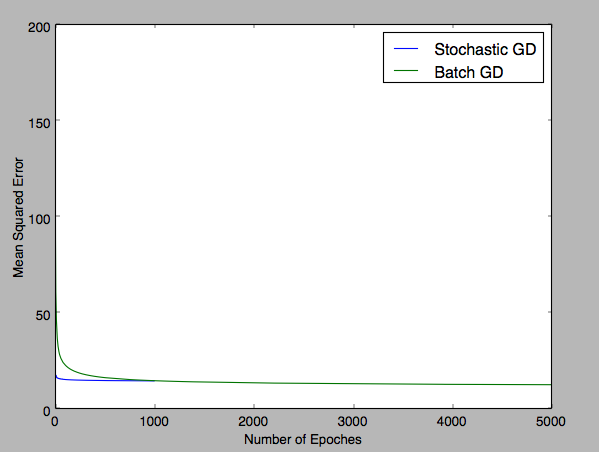 200
150
100
50
0
Mean Squared Error
Stochastic GD
Batch GD
0 1000 2000 3000 4000 5000
Number of Epoches